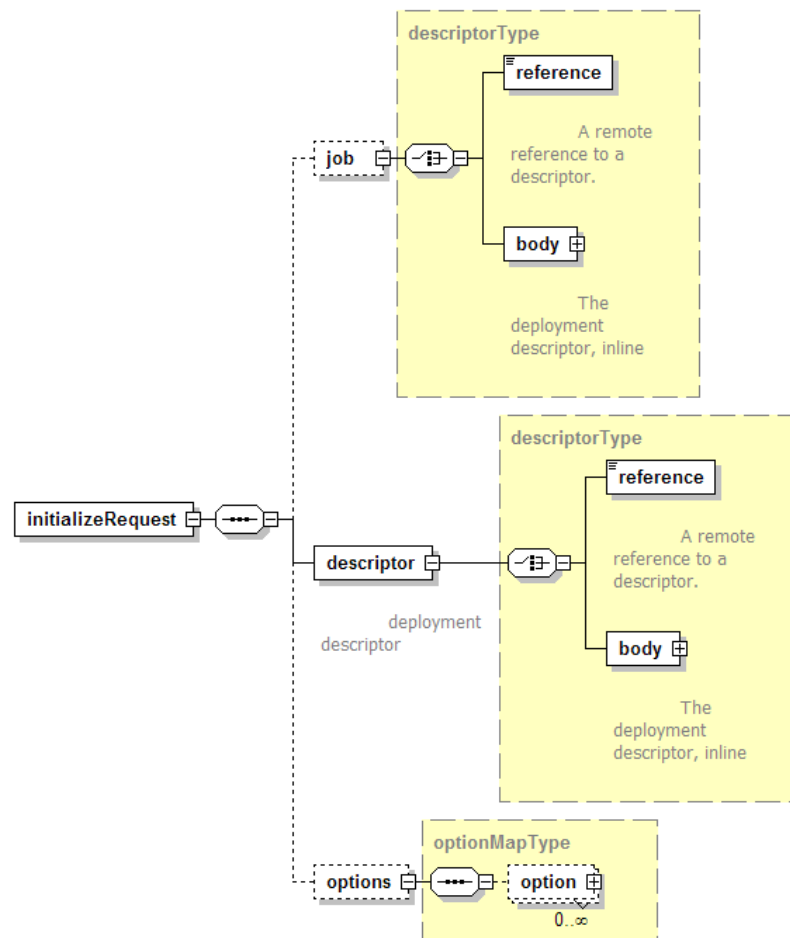 descriptorType
reference
A remote
reference to a
descriptor.
job
body
The
deployment
descriptor, inline
descriptorType
reference
initializeRequest
A remote
reference to a
descriptor.
descriptor
deployment
descriptor
body
The
deployment
descriptor, inline
optionMapType
options
option
0..∞